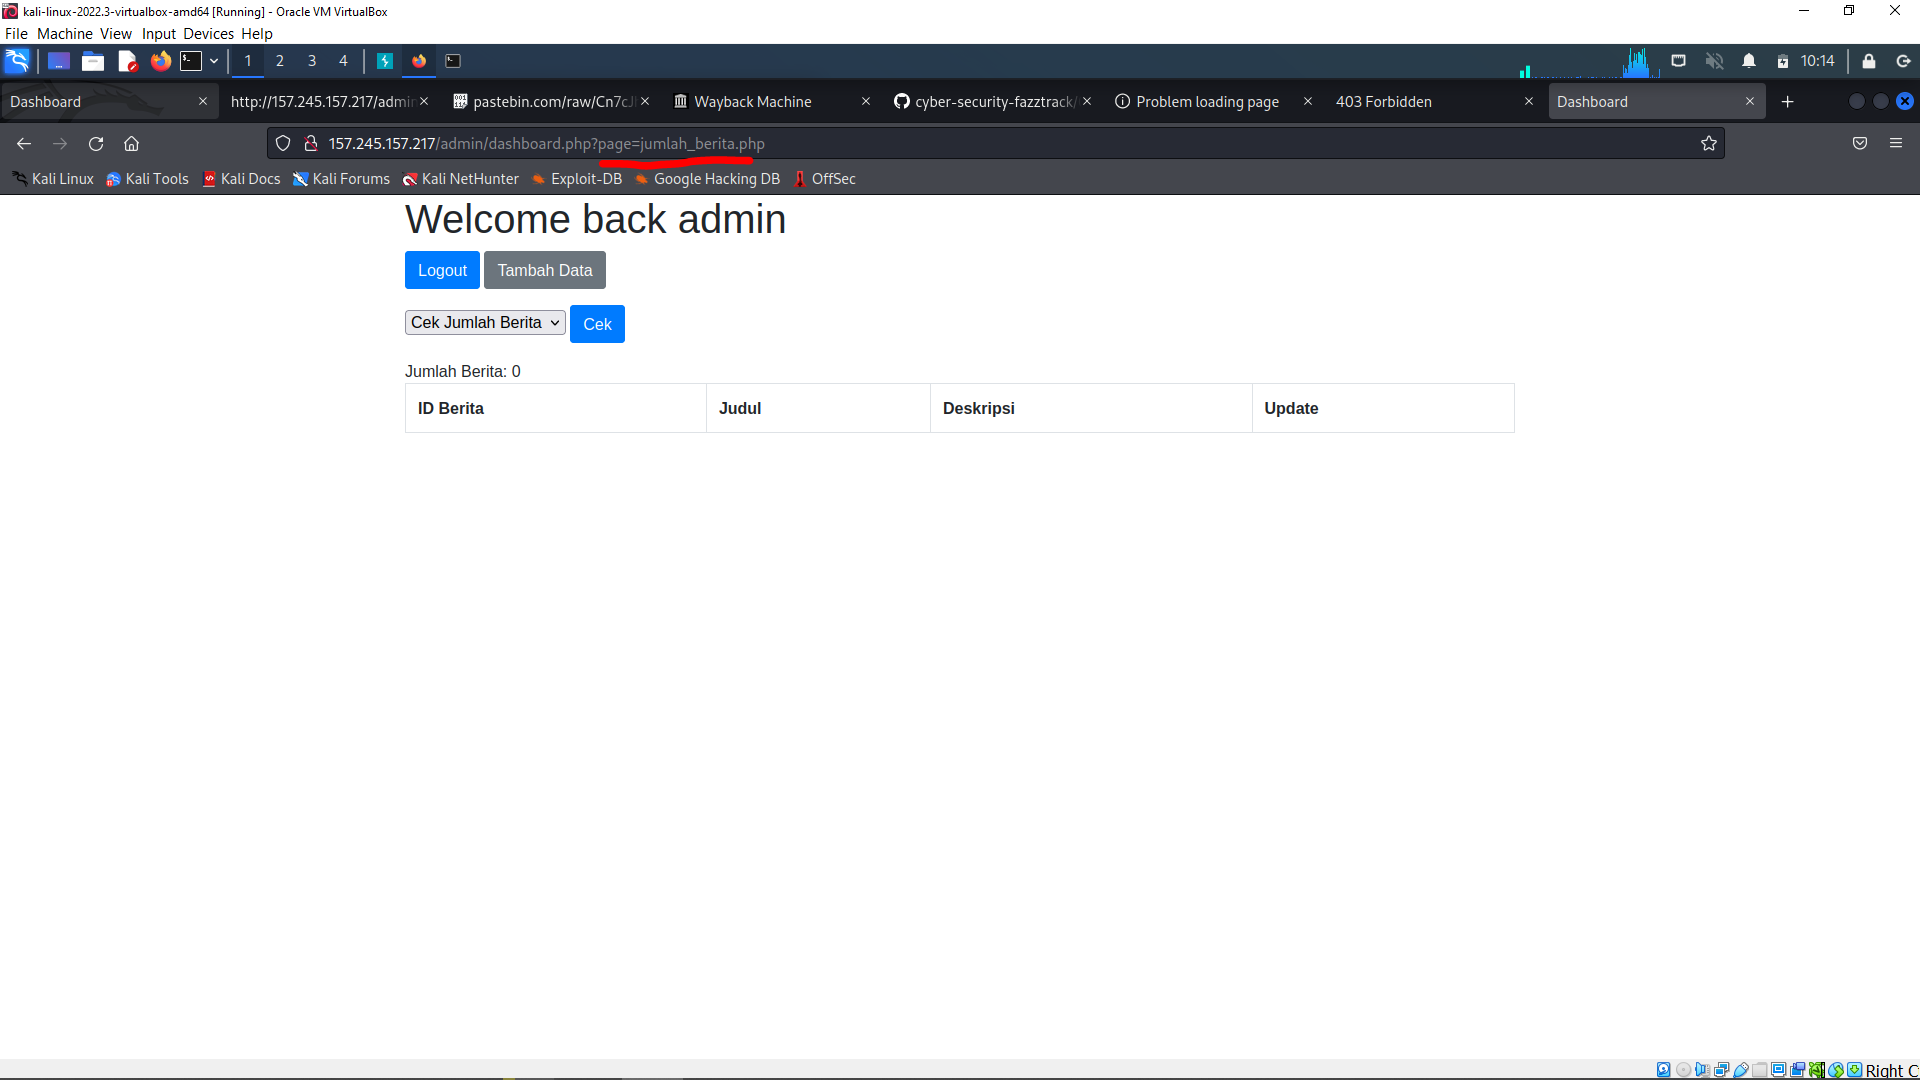 kali-linux-2022.3-virtualbox-amd64 [Running] - Oracle VM VirtualBox
File Machine View Input Devices Help
1 2 3 4
10:14
Dashboard
http://157.245.157.217/admin
pastebin.com/raw/Cn7cJ
Wayback Machine
cyber-security-fazztrack/
Problem loading page
403 Forbidden
Dashboard
157.245.157.217/admin/dashboard.php?page=jumlah_berita.php
Kali Linux Kali Tools Kali Docs Kali Forums Kali NetHunter Exploit-DB Google Hacking DB OffSec
Welcome back admin
Logout Tambah Data
Cek Jumlah Berita Cek
Jumlah Berita: 0
ID Berita Judul Deskripsi Update
Right C